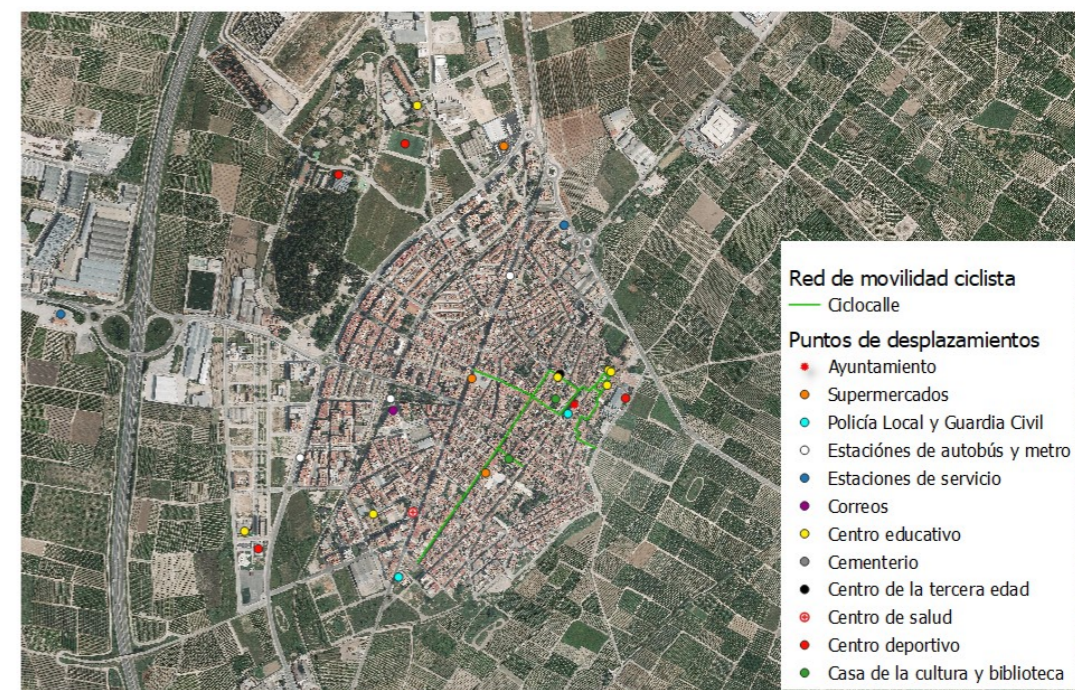 Red de movilidad ciclista
Ciclocalle
Puntos de desplazamientos
Ayuntamiento
Supermercados
Policía Local y Guardia Civil
Estaciónes de autobús y metro
Estaciones de servicio
Correos
Centro educativo
Cementerio
Centro de la tercera edad
Centro de salud
Centro deportivo
Casa de la cultura y biblioteca